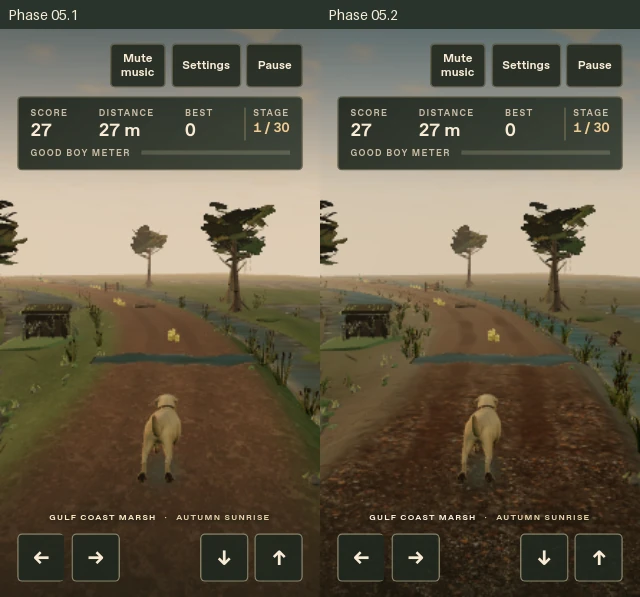 Phase 05.1
Mute music
Settings
Pause
SCORE DISTANCE BEST STAGE
27 27 m 0 1 / 30
GOOD BOY METER
GULF COAST MARSH · AUTUMN SUNRISE
← → ↓ ↑
Phase 05.2
Mute music
Settings
Pause
SCORE DISTANCE BEST STAGE
27 27 m 0 1 / 30
GOOD BOY METER
GULF COAST MARSH · AUTUMN SUNRISE
← → ↓ ↑